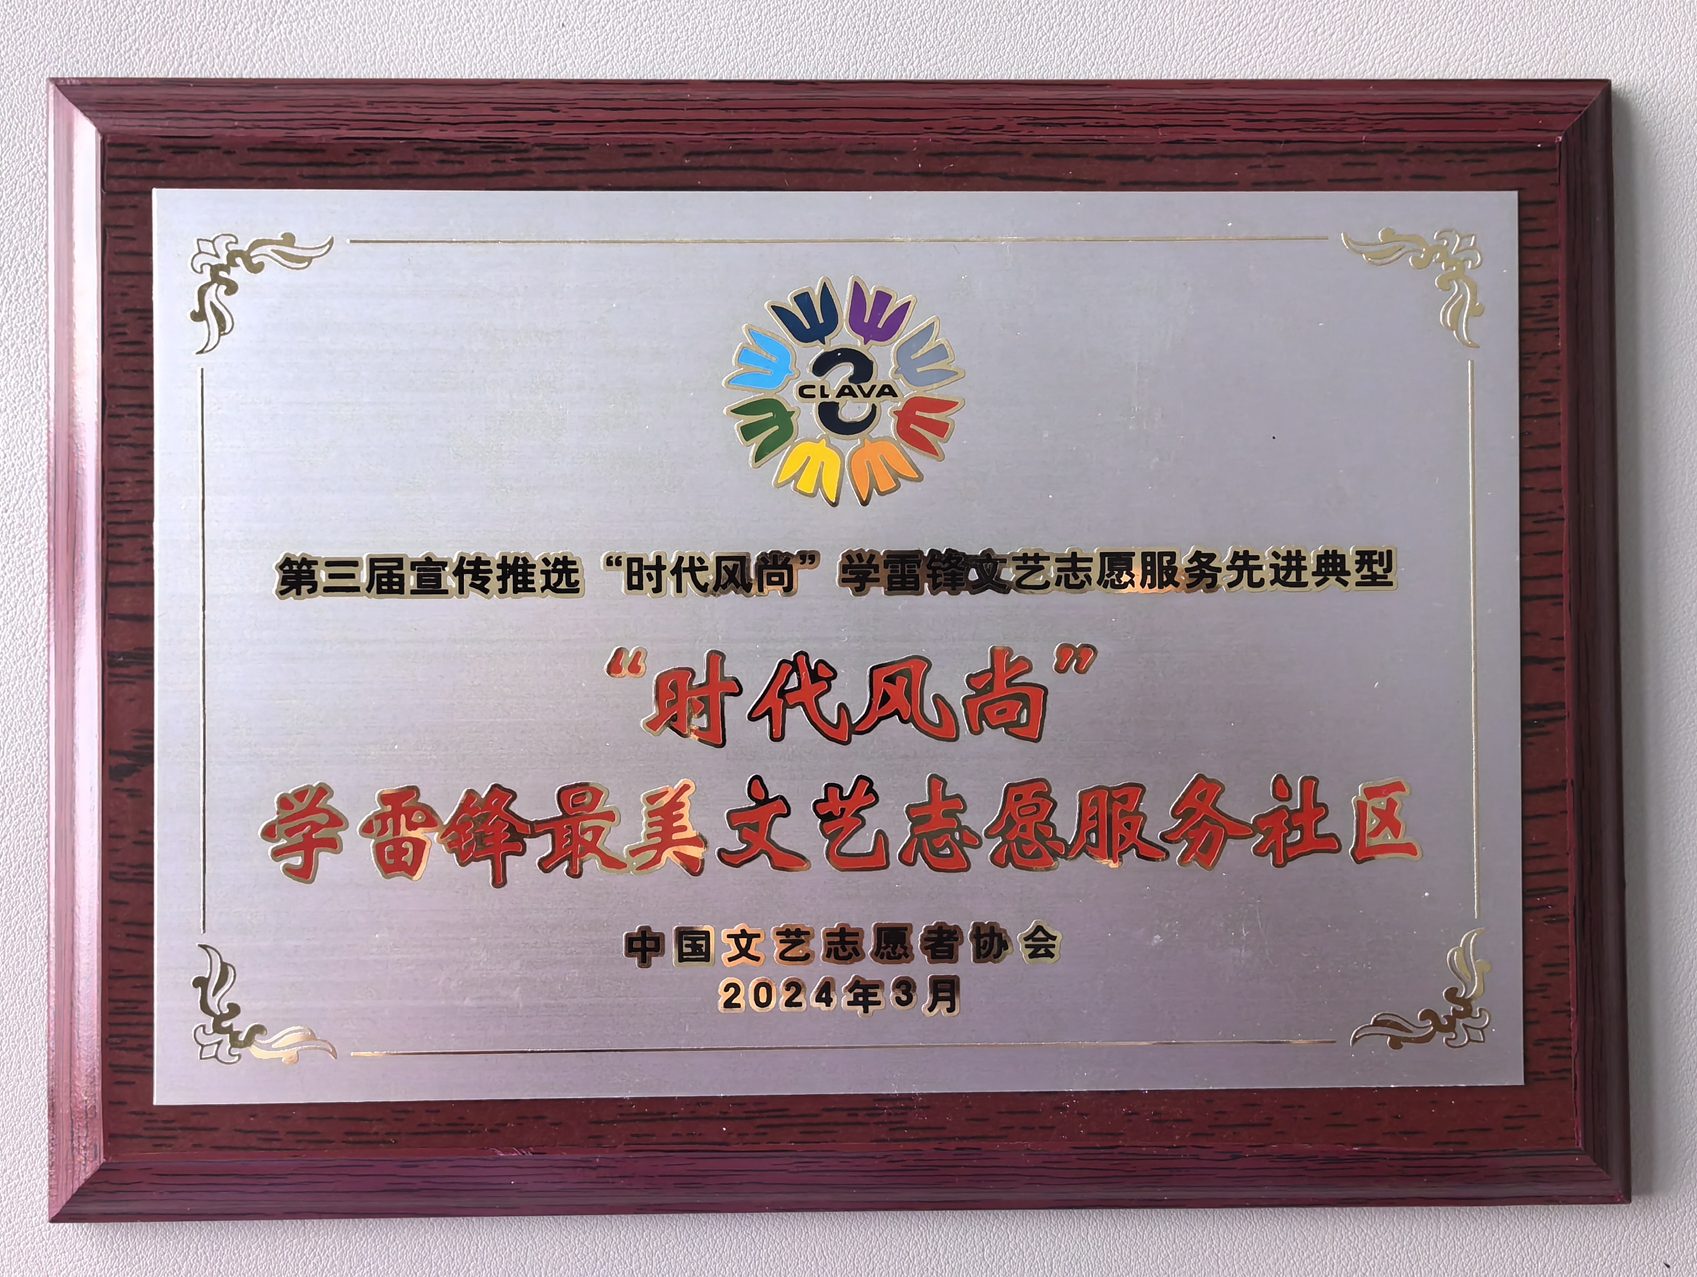 CLAVA
第三届宣传推选“时代风尚”学雷锋文艺志愿服务先进典型
“时代风尚”
学雷锋最美文艺志愿服务社区
中国文艺志愿者协会
2024年3月